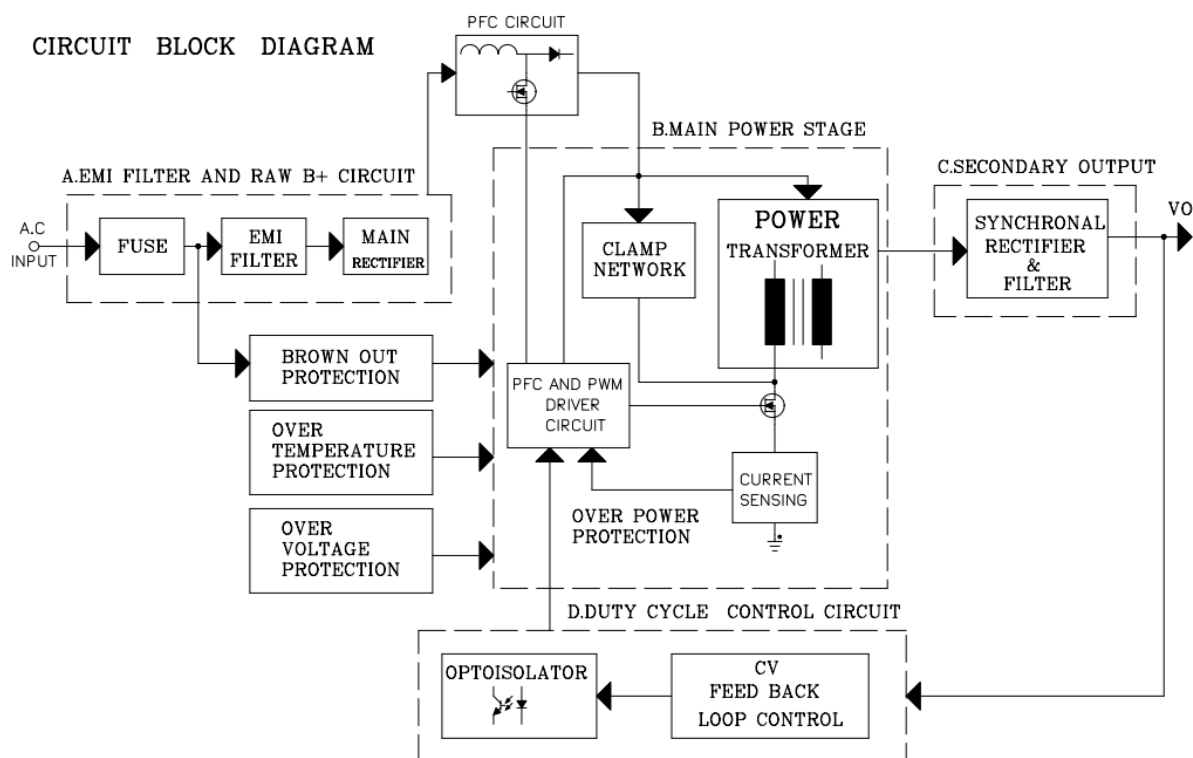 PFC CIRCUIT
CIRCUIT BLOCK DIAGRAM
B.MAIN POWER STAGE
A.EMI FILTER AND RAW B+ CIRCUIT
C.SECONDARY OUTPUT
A.C
INPUT
FUSE
EMI
FILTER
MAIN
RECTIFIER
CLAMP
NETWORK
POWER
TRANSFORMER
SYNCHRONAL
RECTIFIER
&
FILTER
VO
BROWN OUT
PROTECTION
PFC AND PWM
DRIVER
CIRCUIT
OVER
TEMPERATURE
PROTECTION
CURRENT
SENSING
OVER POWER
PROTECTION
OVER
VOLTAGE
PROTECTION
D.DUTY CYCLE CONTROL CIRCUIT
OPTOISOLATOR
CV
FEED BACK
LOOP CONTROL